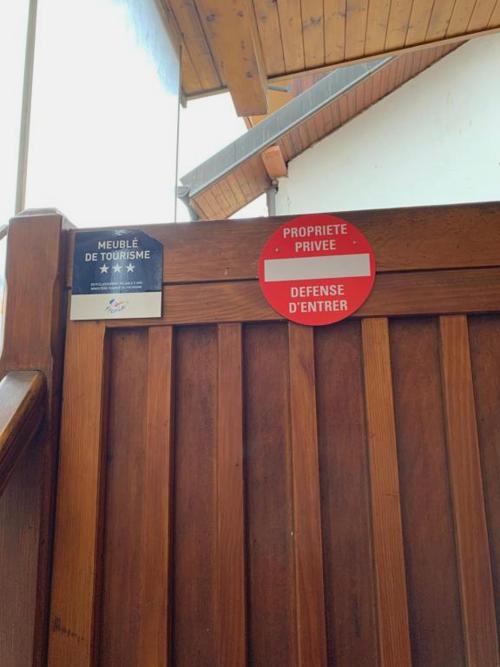 MEUBLÉ
DE TOURISME
PROPRIETE
PRIVEE
DEFENSE
D'ENTRER